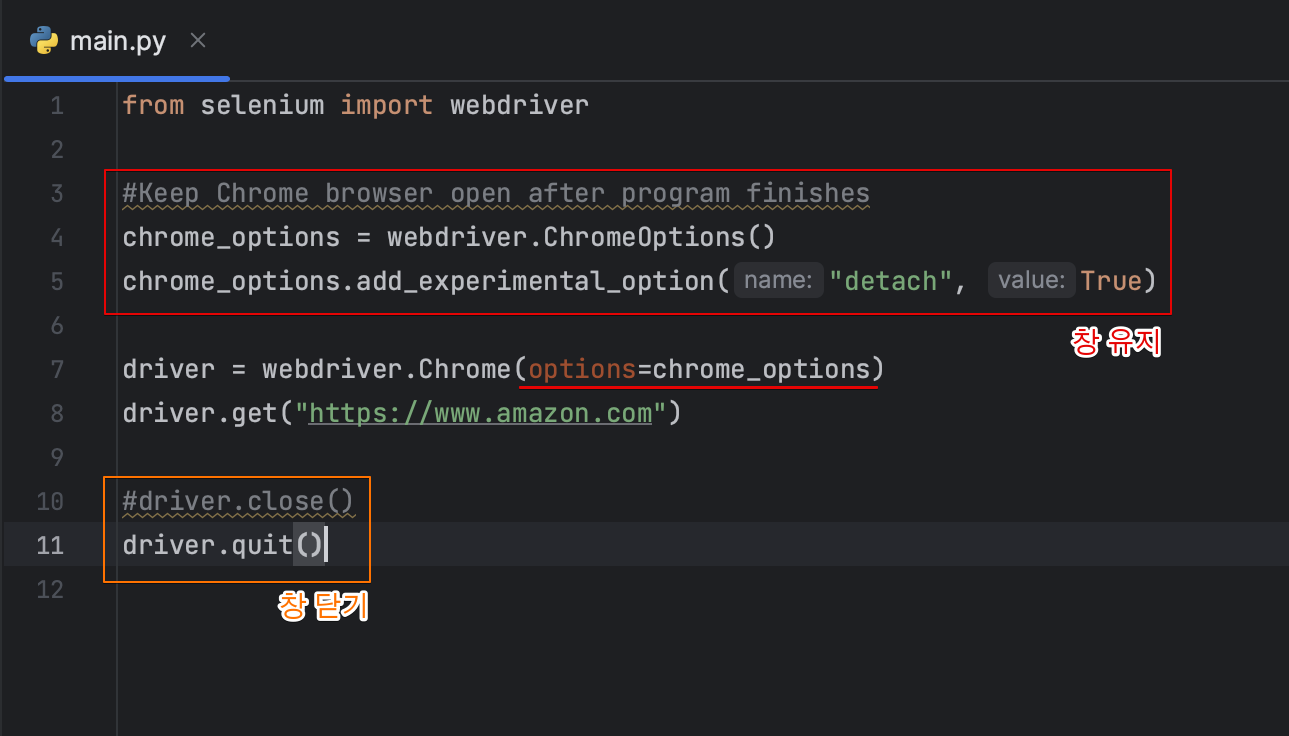 main.py
1 from selenium import webdriver
2
3 #Keep Chrome browser open after program finishes
4 chrome_options = webdriver.ChromeOptions()
5 chrome_options.add_experimental_option( name: "detach", value: True)
6
창 유지
7 driver = webdriver.Chrome(options=chrome_options)
8 driver.get("https://www.amazon.com")
9
10 #driver.close()
11 driver.quit()
12
창 닫기